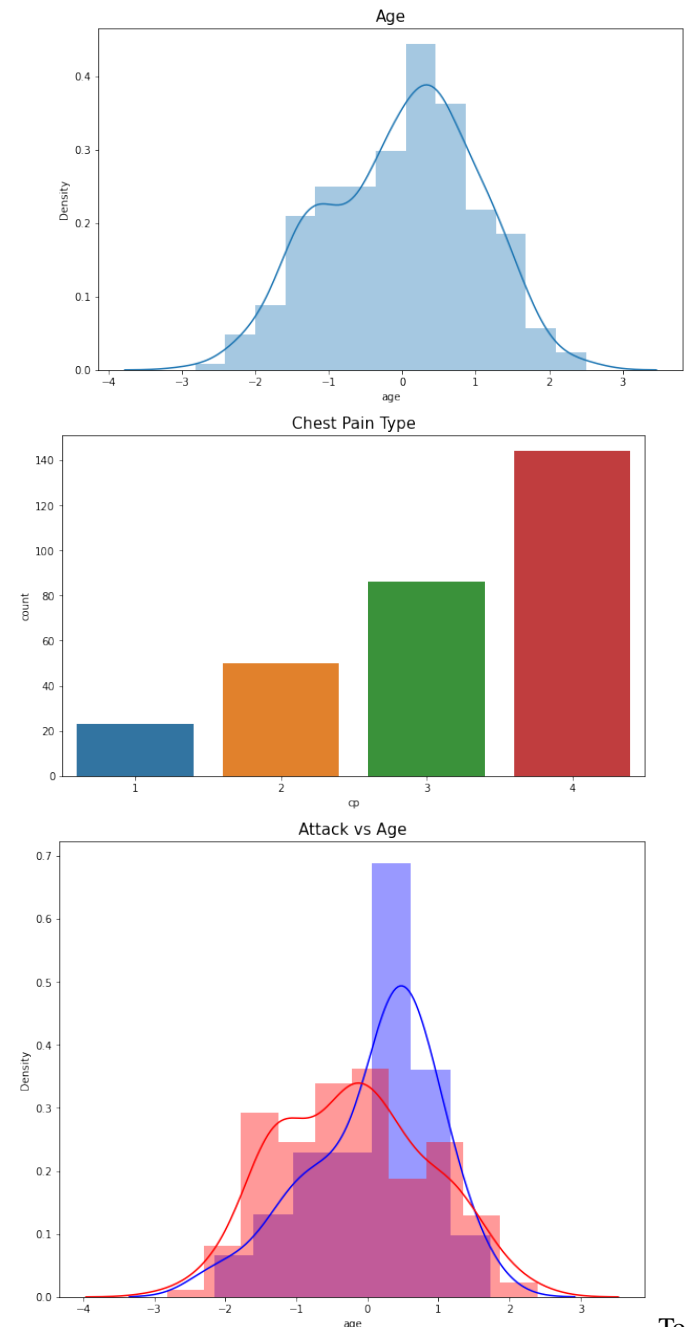 Age
0.4
0.3
0.2
0.1
0.0
Density
−4 −3 −2 −1 0 1 2 3
age
Chest Pain Type
140
120
100
80
60
40
20
0
count
1 2 3 4
cp
Attack vs Age
0.7
0.6
0.5
0.4
0.3
0.2
0.1
0.0
Density
−4 −3 −2 −1 0 1 2 3
age
To